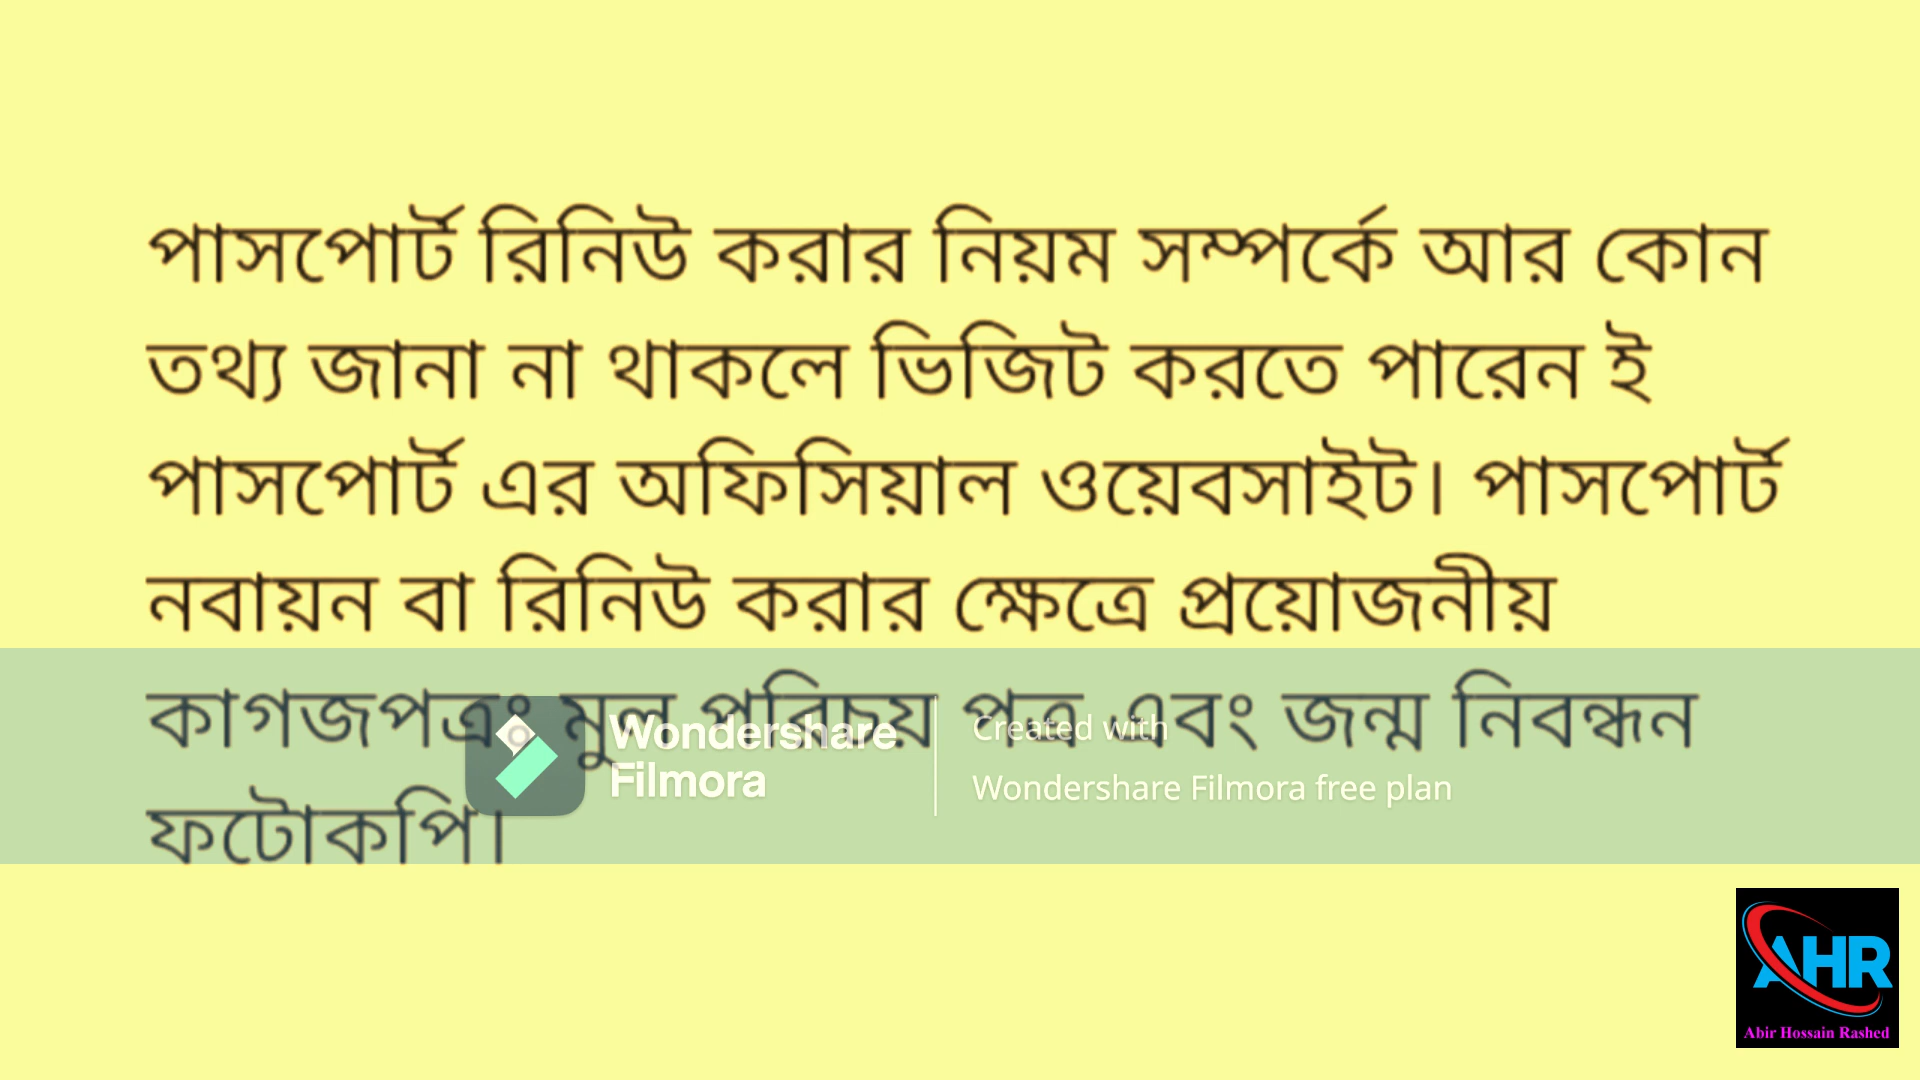 পাসপোর্ট রিনিউ করার নিয়ম সম্পর্কে আর কোন
তথ্য জানা না থাকলে ভিজিট করতে পারেন ই
পাসপোর্ট এর অফিসিয়াল ওয়েবসাইট। পাসপোর্ট
নবায়ন বা রিনিউ করার ক্ষেত্রে প্রয়োজনীয়
কাগজপত্রঃ মুল পরিচয় পত্র এবং জন্ম নিবন্ধন
ফটোকপি।
Wondershare
Filmora
Created with
Wondershare Filmora free plan
AHR
Abir Hossain Rashed